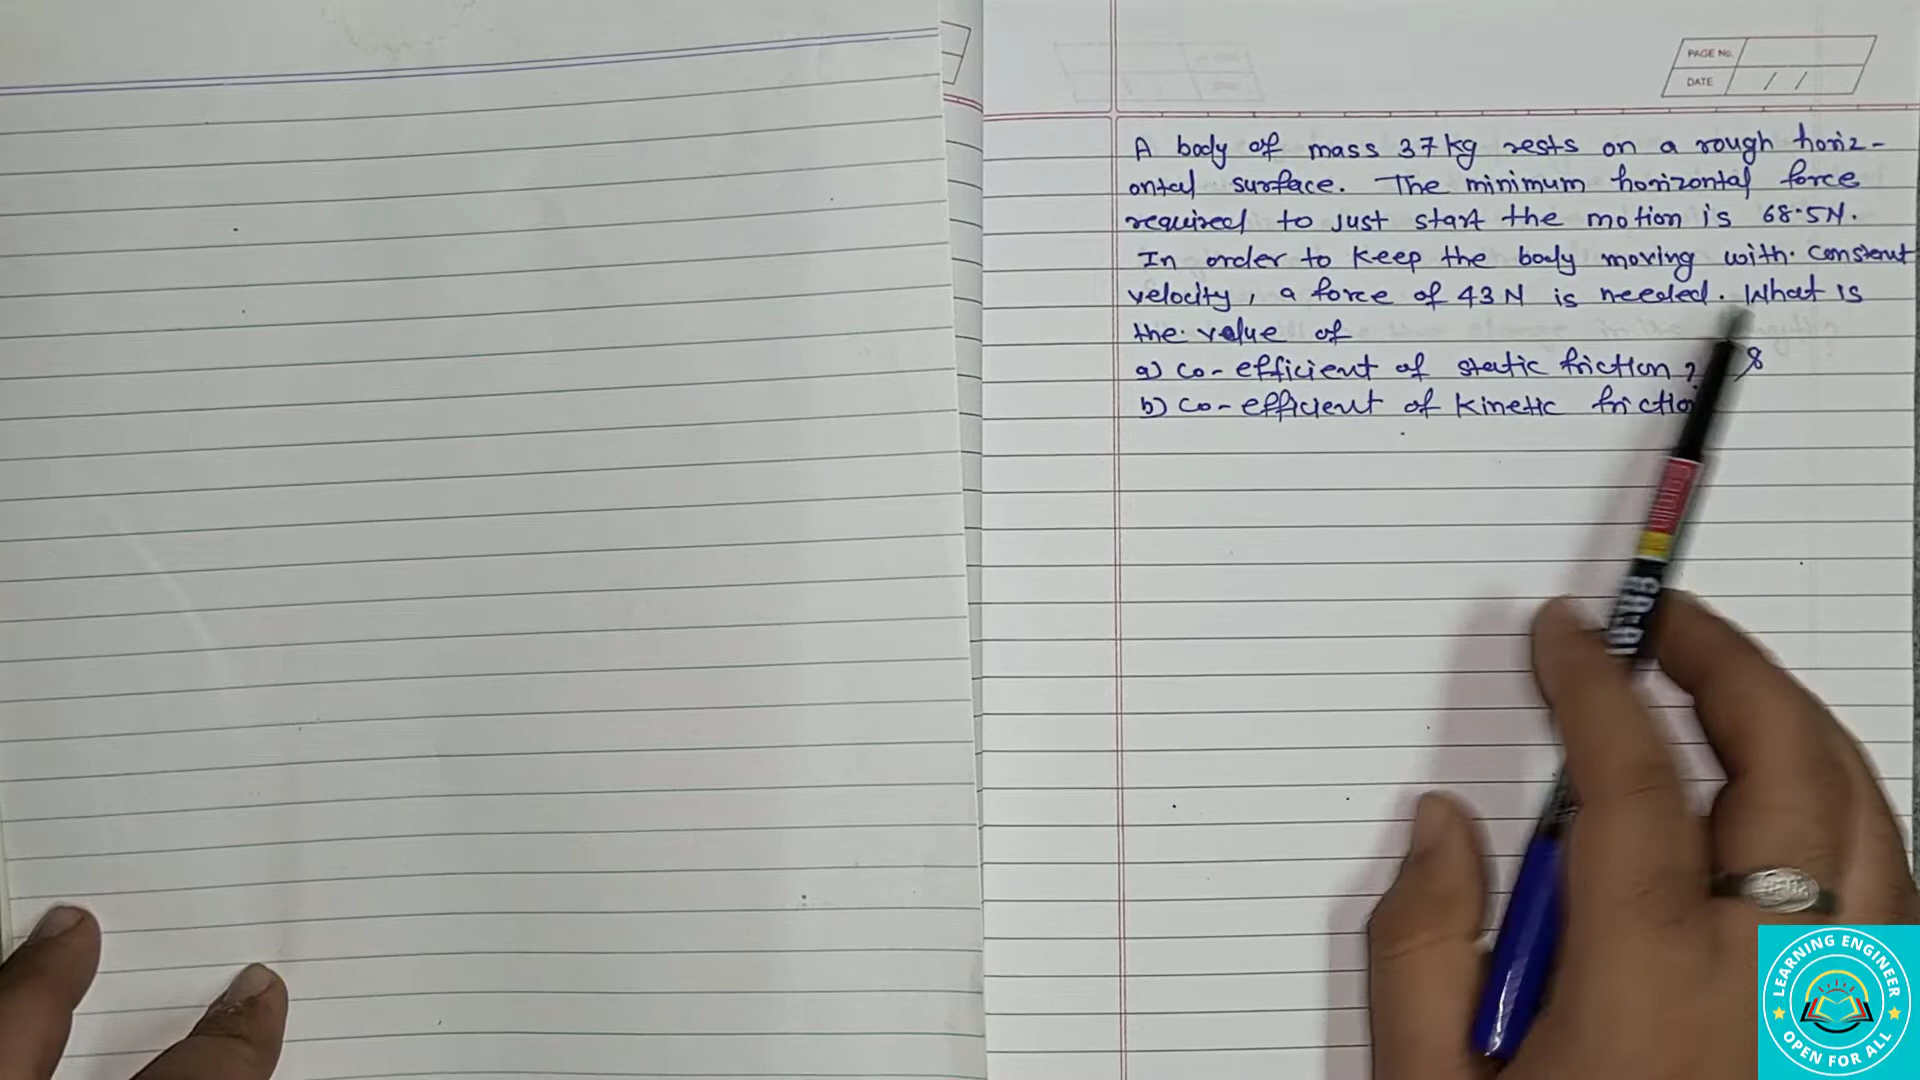 PAGE No.
DATE / /
A body of mass 37kg rests on a rough horiz-
ontal surface. The minimum horizontal force
required to just start the motion is 68.5N.
In order to keep the body moving with constant
velocity, a force of 43N is needed. What is
the value of
a) co-efficient of static friction? &
b) co-efficient of kinetic frictio
LEARNING ENGINEER
OPEN FOR ALL